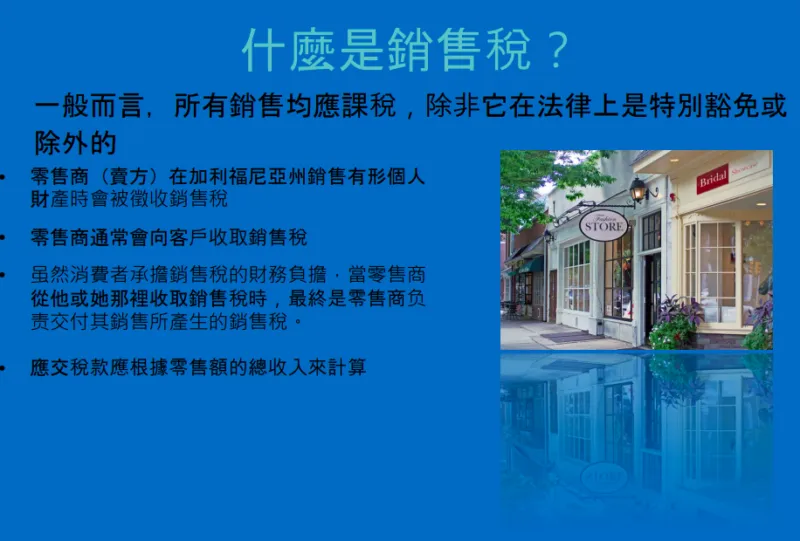 什麼是銷售稅？
一般而言，所有銷售均應課稅，除非它在法律上是特別豁免或
除外的
• 零售商（賣方）在加利福尼亞州銷售有形個人
財產時會被徵收銷售稅
• 零售商通常會向客戶收取銷售稅
• 虽然消費者承擔銷售稅的財務負擔，當零售商
從他或她那裡收取銷售稅時，最終是零售商负
责交付其銷售所產生的銷售稅。
• 應交稅款應根據零售額的總收入來計算
Fashion
STORE
Bridal